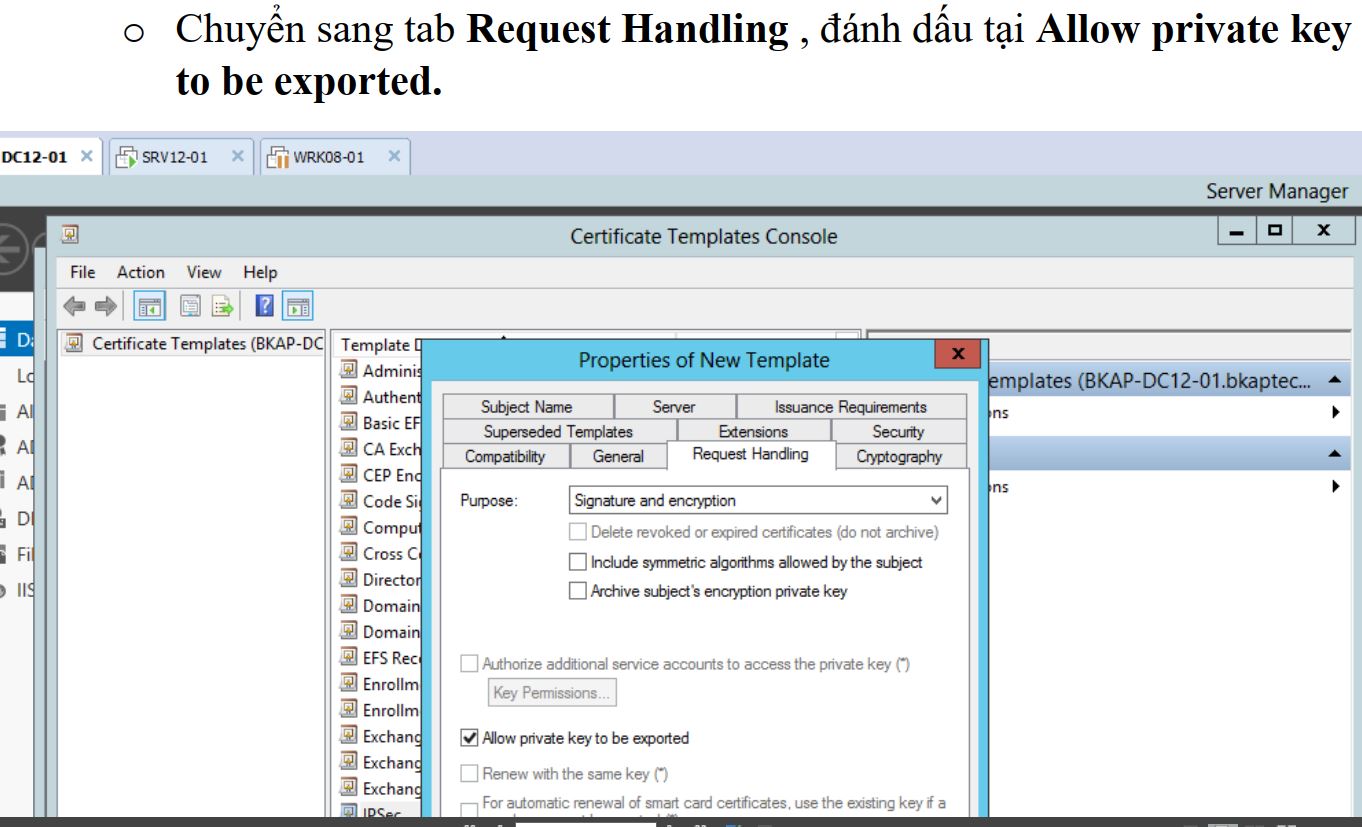 o Chuyển sang tab Request Handling , đánh dấu tại Allow private key
to be exported.
DC12-01
SRV12-01
WRK08-01
Server Manager
Certificate Templates Console
File Action View Help
Certificate Templates (BKAP-DC
Template D
Adminis
Authent
Basic EF
CA Exch
CEP Enc
Code Si
Comput
Cross C
Director
Domain
Domain
EFS Rec
Enrollm
Enrollm
Exchang
Exchang
Exchang
IPSec
Properties of New Template
Subject Name Server Issuance Requirements
Superseded Templates Extensions Security
Compatibility General Request Handling Cryptography
Purpose: Signature and encryption
Delete revoked or expired certificates (do not archive)
Include symmetric algorithms allowed by the subject
Archive subject's encryption private key
Authorize additional service accounts to access the private key (*)
Key Permissions...
Allow private key to be exported
Renew with the same key (*)
For automatic renewal of smart card certificates, use the existing key if a
emplates (BKAP-DC12-01.bkaptec...
ons
ons
Da
Lo
Al
AD
AD
DI
Fil
IIS